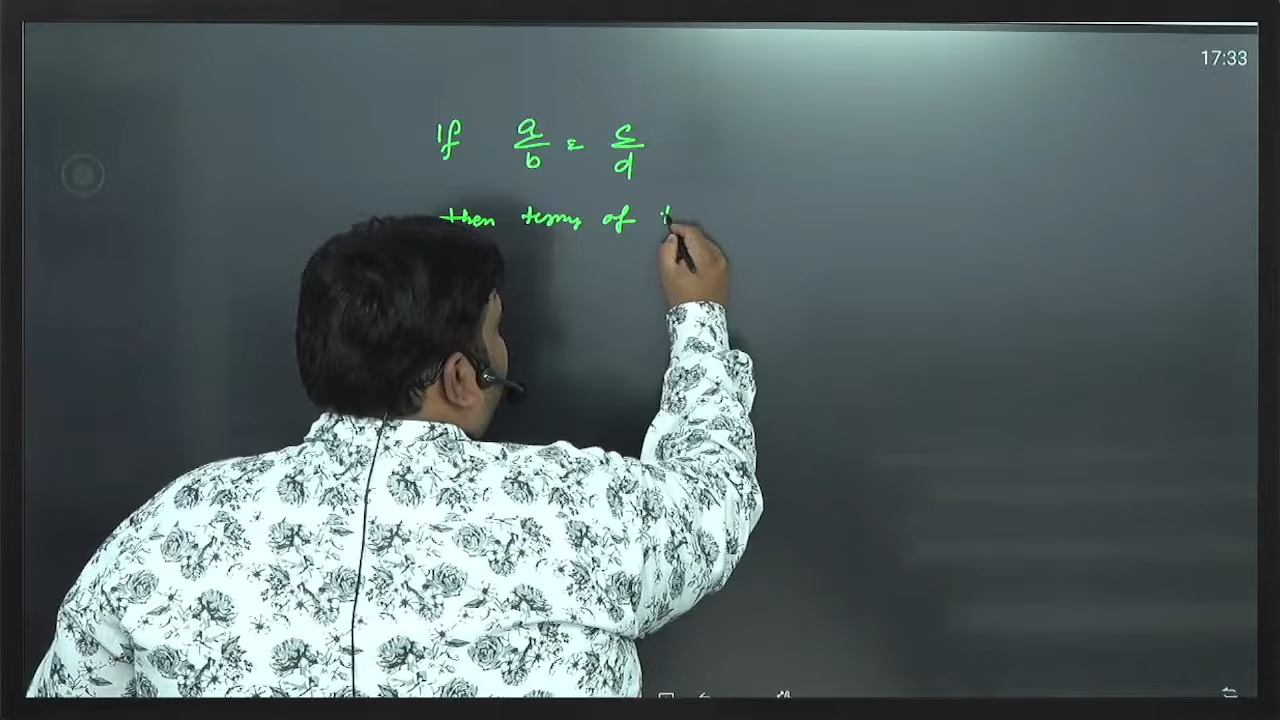 17:33
If a/b = c/d
then terms of t